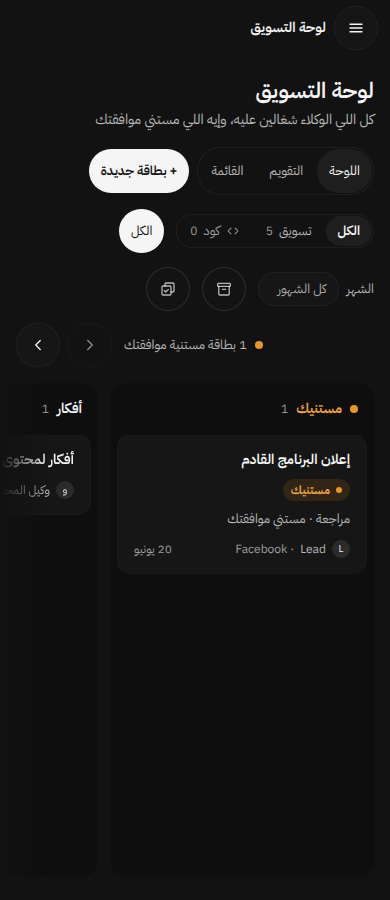 لوحة التسويق
لوحة التسويق
كل اللي الوكلاء شغالين عليه، وإيه اللي مستني موافقتك
اللوحة التقويم القائمة + بطاقة جديدة
الكل تسويق 5 كود 0 الكل
الشهر كل الشهور
1 بطاقة مستنية موافقتك
مستنيك 1
إعلان البرنامج القادم
مستنيك
مراجعة · مستني موافقتك
L Lead · Facebook 20 يونيو
أفكار 1
أفكار لمحتوى
و وكيل